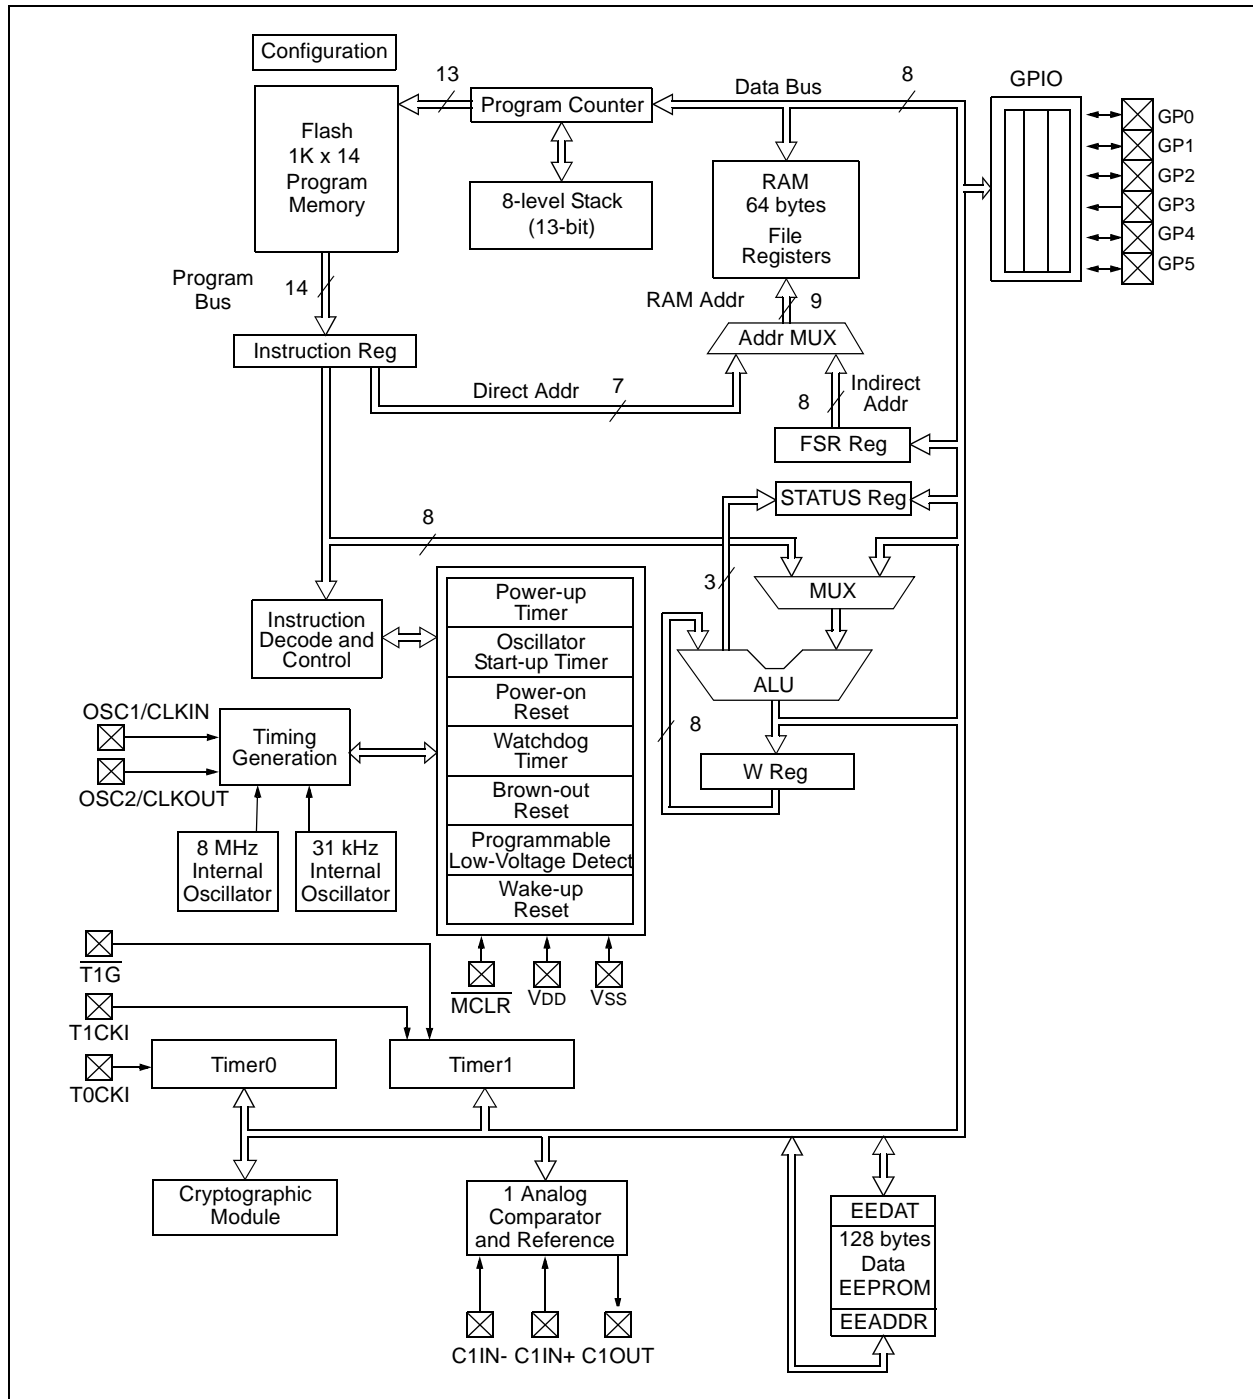 Configuration
Flash
1K x 14
Program
Memory
13
Program Counter
8-level Stack
(13-bit)
Data Bus
8
RAM
64 bytes
File
Registers
GPIO
GP0
GP1
GP2
GP3
GP4
GP5
Program
Bus
14
RAM Addr
9
Addr MUX
Instruction Reg
Direct Addr
7
8
Indirect
Addr
FSR Reg
STATUS Reg
8
3
MUX
Instruction
Decode and
Control
Power-up
Timer
Oscillator
Start-up Timer
Power-on
Reset
Watchdog
Timer
Brown-out
Reset
Programmable
Low-Voltage Detect
Wake-up
Reset
ALU
8
W Reg
OSC1/CLKIN
OSC2/CLKOUT
Timing
Generation
8 MHz
Internal
Oscillator
31 kHz
Internal
Oscillator
T1G
T1CKI
T0CKI
MCLR
VDD
VSS
Timer0
Timer1
Cryptographic
Module
1 Analog
Comparator
and Reference
C1IN- C1IN+ C1OUT
EEDAT
128 bytes
Data
EEPROM
EEADDR